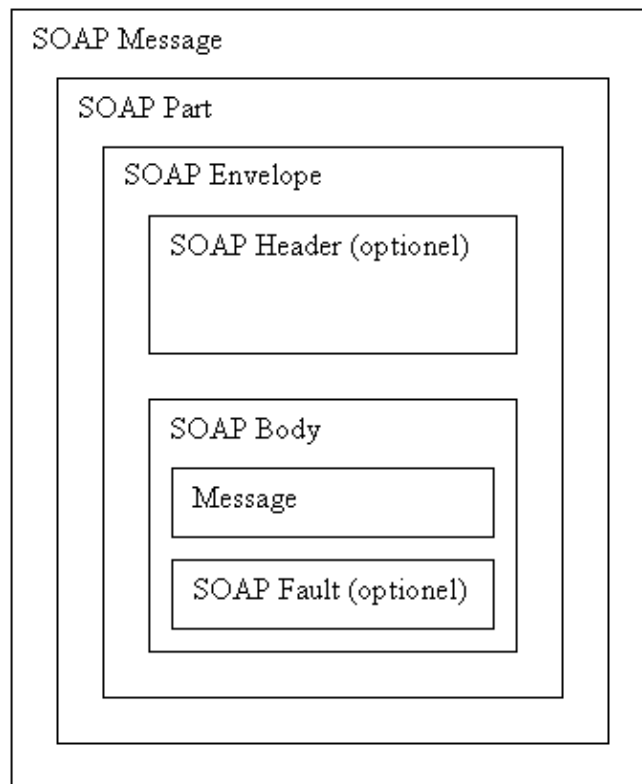 SOAP Message
SOAP Part
SOAP Envelope
SOAP Header (optionel)
SOAP Body
Message
SOAP Fault (optionel)